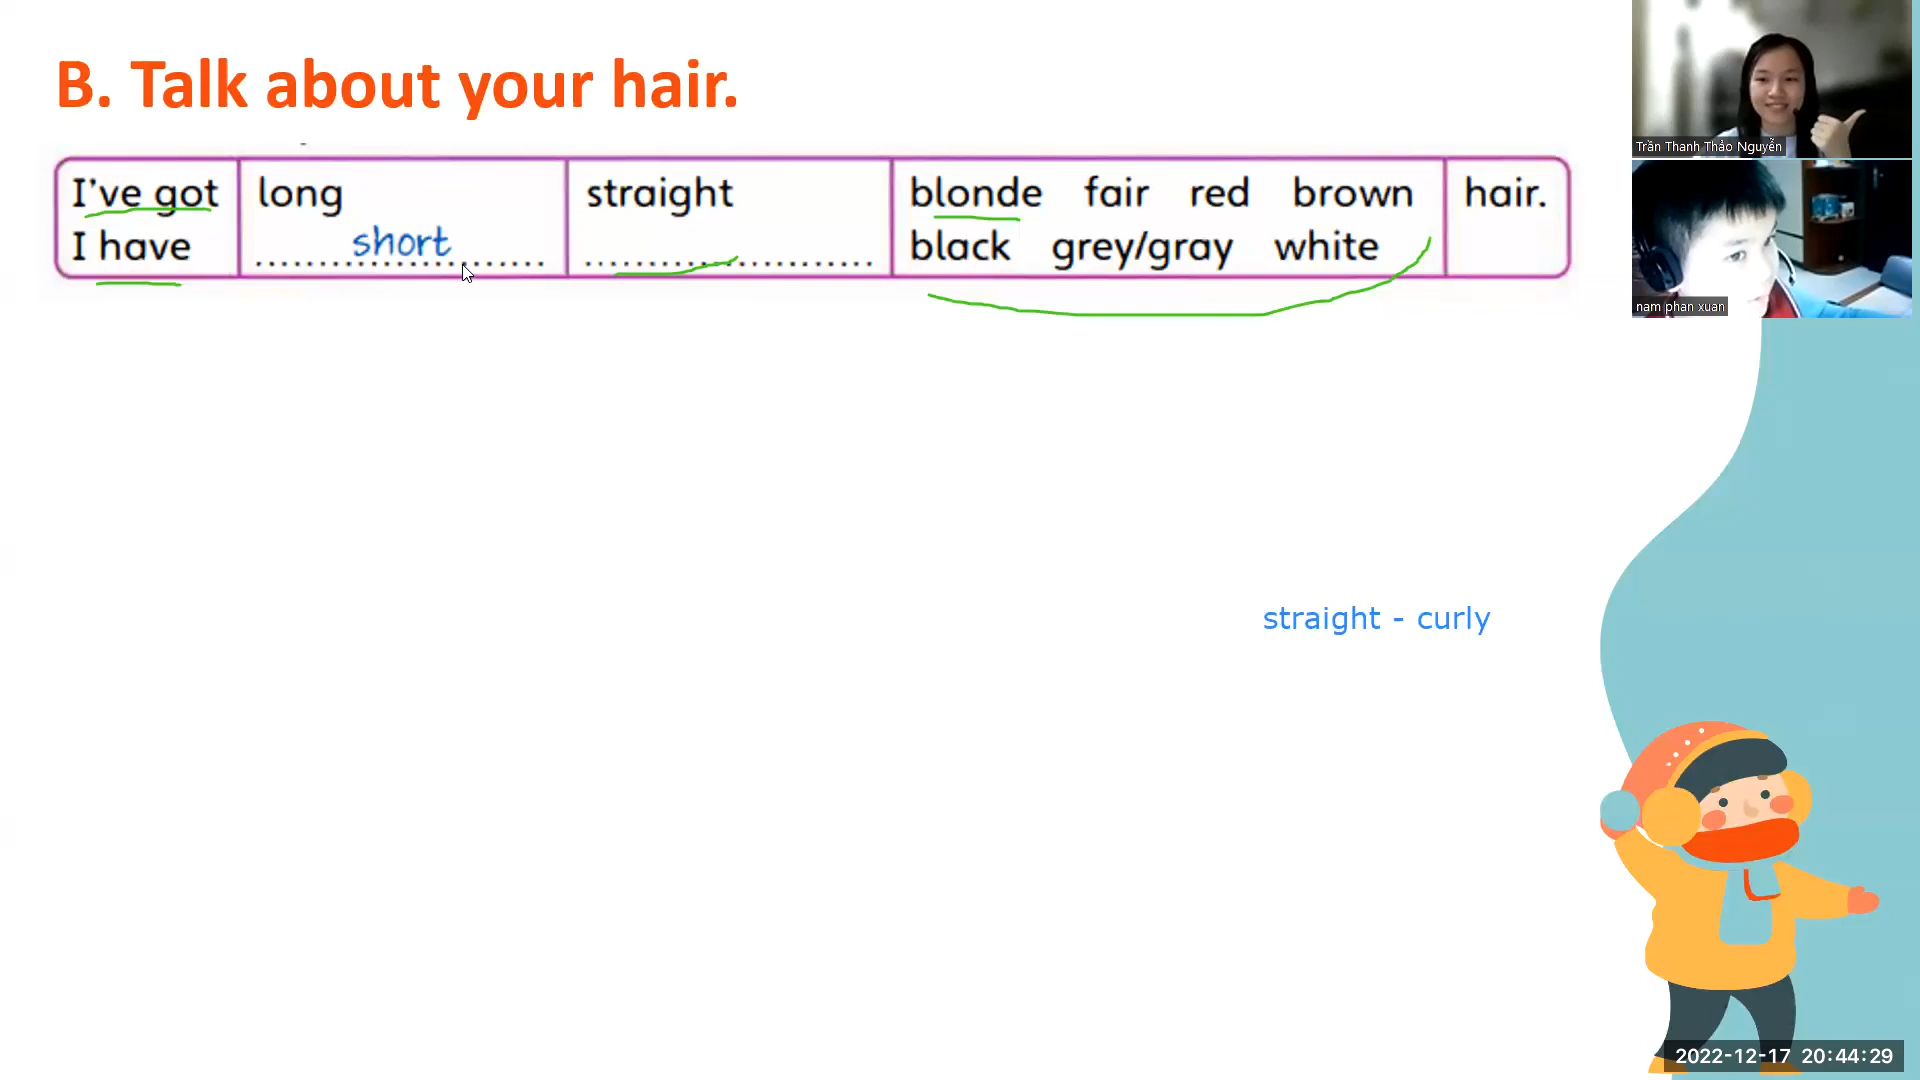 B. Talk about your hair.
I've got long straight blonde fair red brown hair.
I have short black grey/gray white
straight - curly
Trần Thanh Thảo Nguyễn
nam phan xuan
2022-12-17 20:44:29